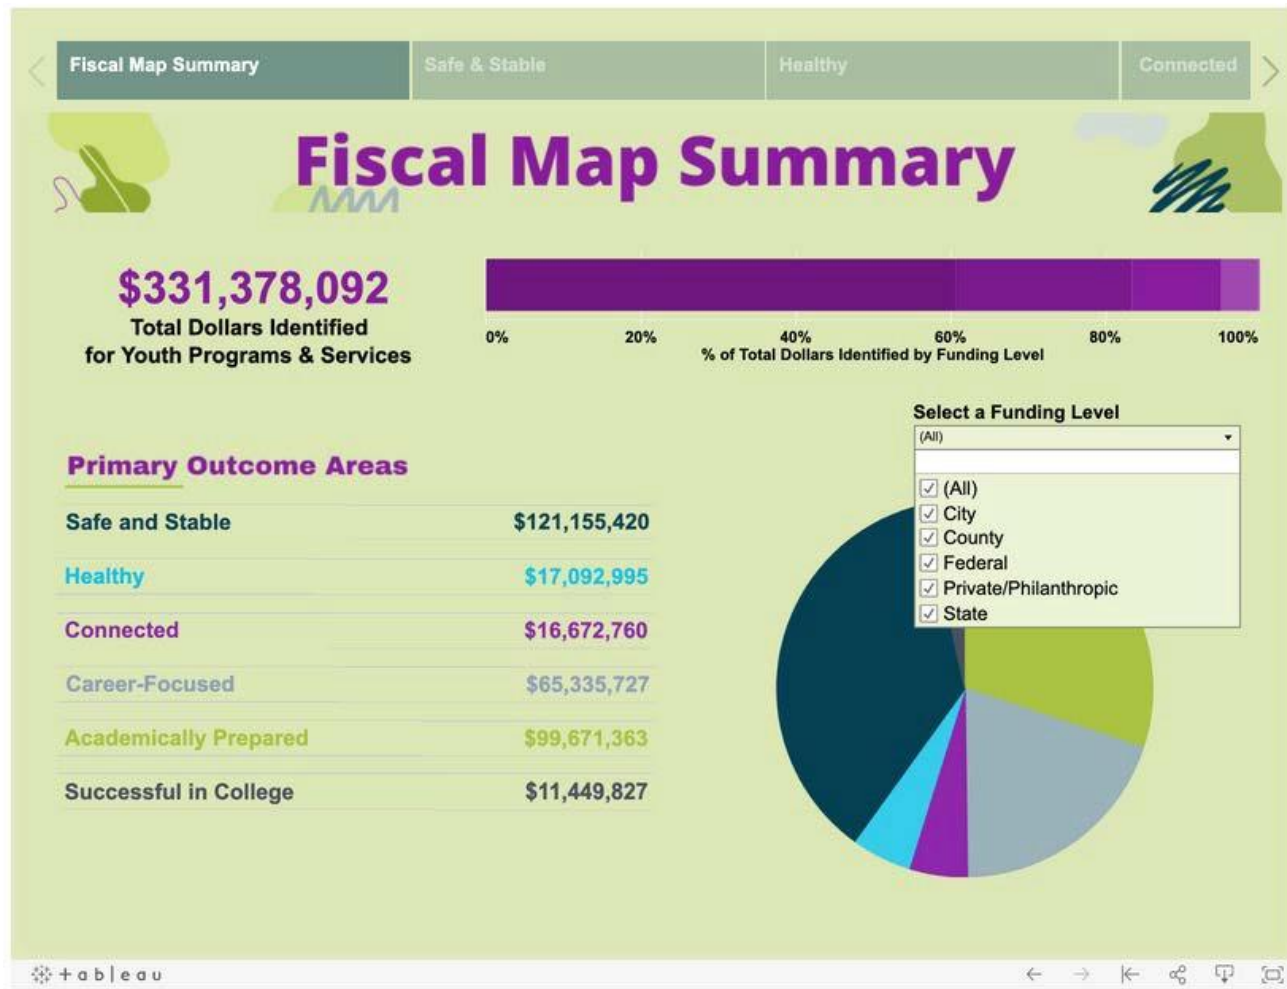 Fiscal Map Summary
Safe & Stable
Healthy
Connected
Fiscal Map Summary
$331,378,092
Total Dollars Identified
for Youth Programs & Services
0% 20% 40% 60% 80% 100%
% of Total Dollars Identified by Funding Level
Select a Funding Level
(All)
(All)
City
County
Federal
Private/Philanthropic
State
Primary Outcome Areas
Safe and Stable $121,155,420
Healthy $17,092,995
Connected $16,672,760
Career-Focused $65,335,727
Academically Prepared $99,671,363
Successful in College $11,449,827
+ableau